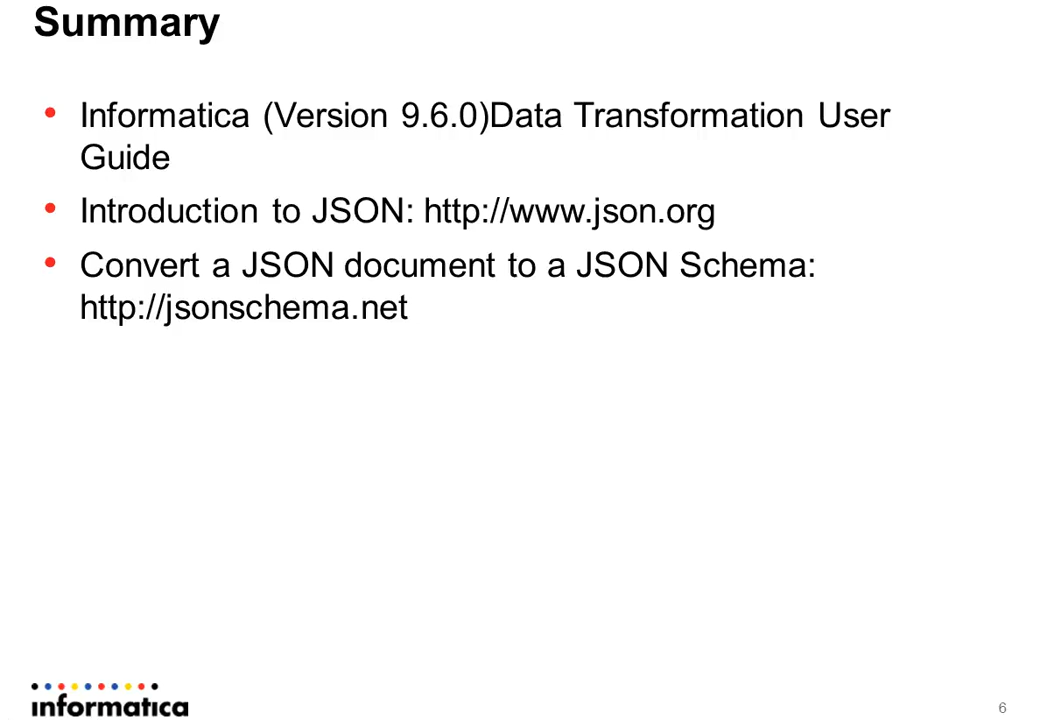 Summary
• Informatica (Version 9.6.0)Data Transformation User
Guide
• Introduction to JSON: http://www.json.org
• Convert a JSON document to a JSON Schema:
http://jsonschema.net
informatica
6